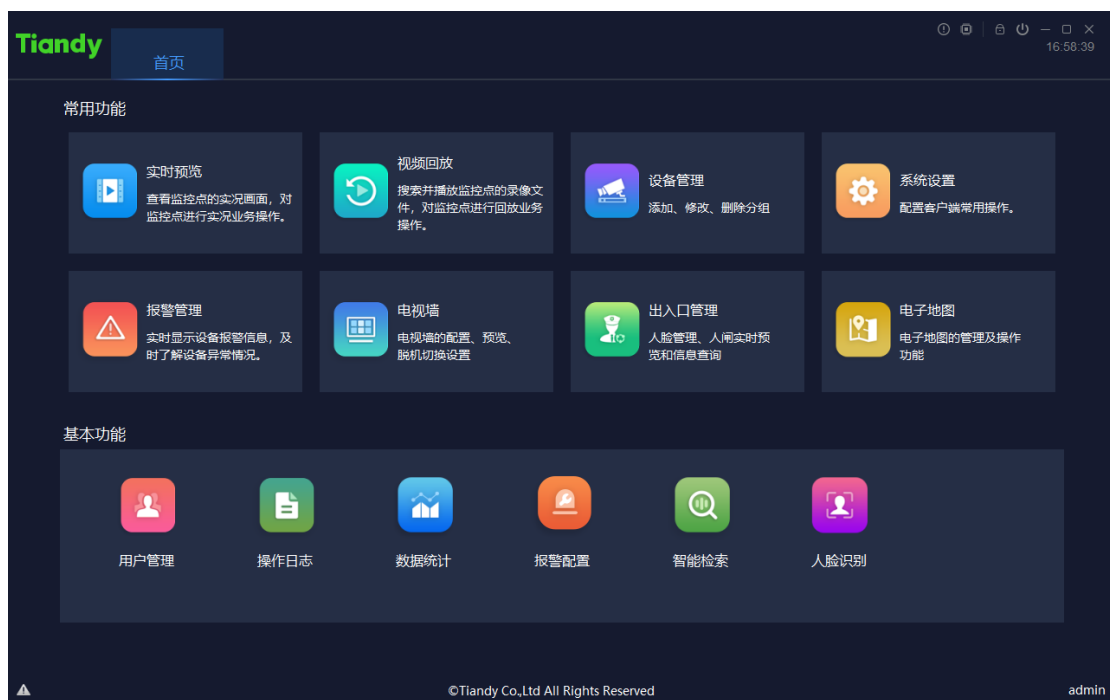 Tiandy
首页
16:58:39
常用功能
实时预览
查看监控点的实况画面，对
监控点进行实况业务操作。
视频回放
搜索并播放监控点的录像文
件，对监控点进行回放业务
操作。
设备管理
添加、修改、删除分组
系统设置
配置客户端常用操作。
报警管理
实时显示设备报警信息，及
时了解设备异常情况。
电视墙
电视墙的配置、预览、
脱机切换设置
出入口管理
人脸管理、人闸实时预
览和信息查询
电子地图
电子地图的管理及操作
功能
基本功能
用户管理
操作日志
数据统计
报警配置
智能检索
人脸识别
©Tiandy Co.,Ltd All Rights Reserved
admin